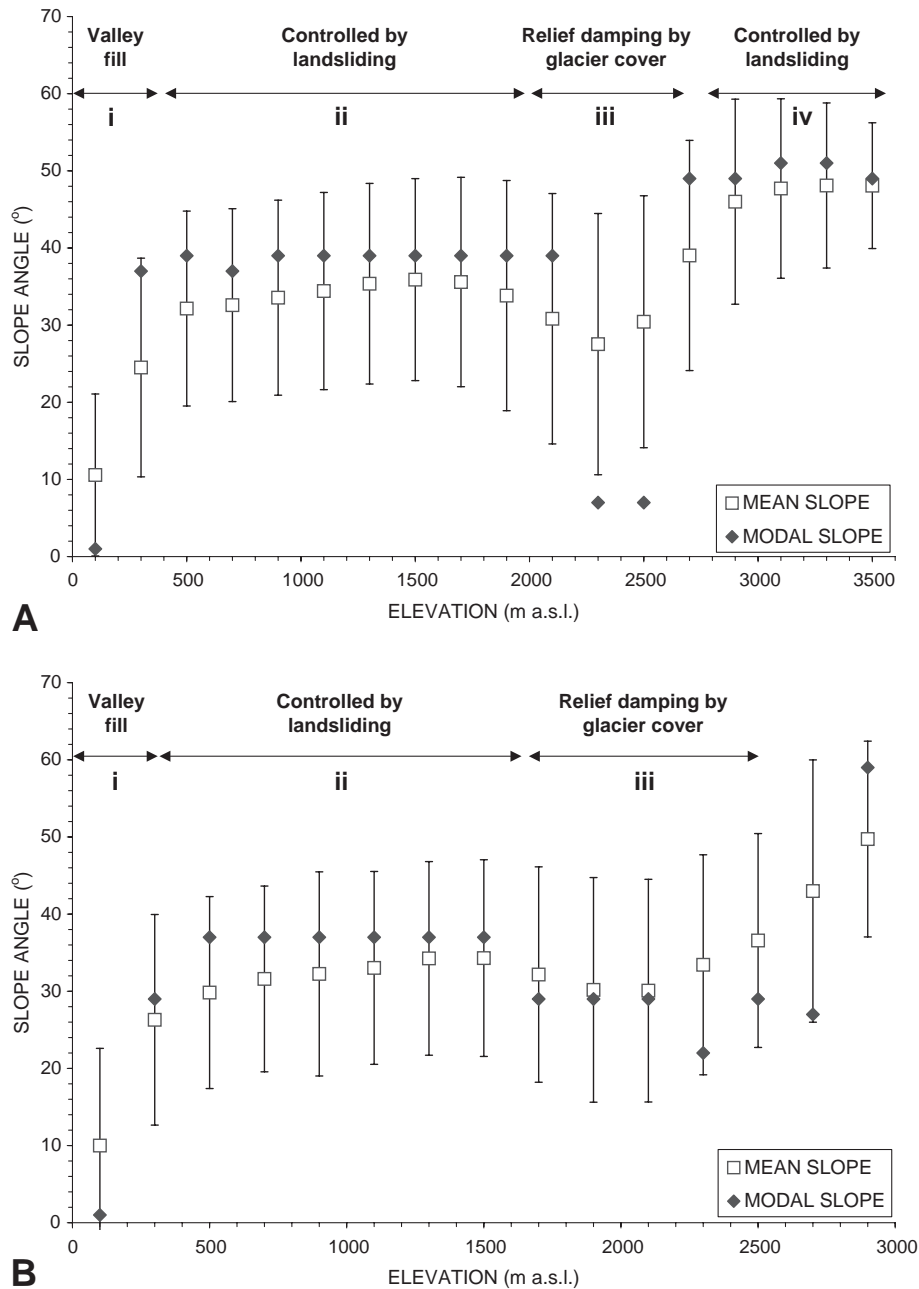 70
60
50
40
30
20
10
0
SLOPE ANGLE (o)
Valley
fill
Controlled by
landsliding
Relief damping by
glacier cover
Controlled by
landsliding
i
ii
iii
iv
MEAN SLOPE
MODAL SLOPE
0 500 1000 1500 2000 2500 3000 3500
ELEVATION (m a.s.l.)
A
70
60
50
40
30
20
10
0
SLOPE ANGLE (o)
Valley
fill
Controlled by
landsliding
Relief damping by
glacier cover
i
ii
iii
MEAN SLOPE
MODAL SLOPE
0 500 1000 1500 2000 2500 3000
ELEVATION (m a.s.l.)
B